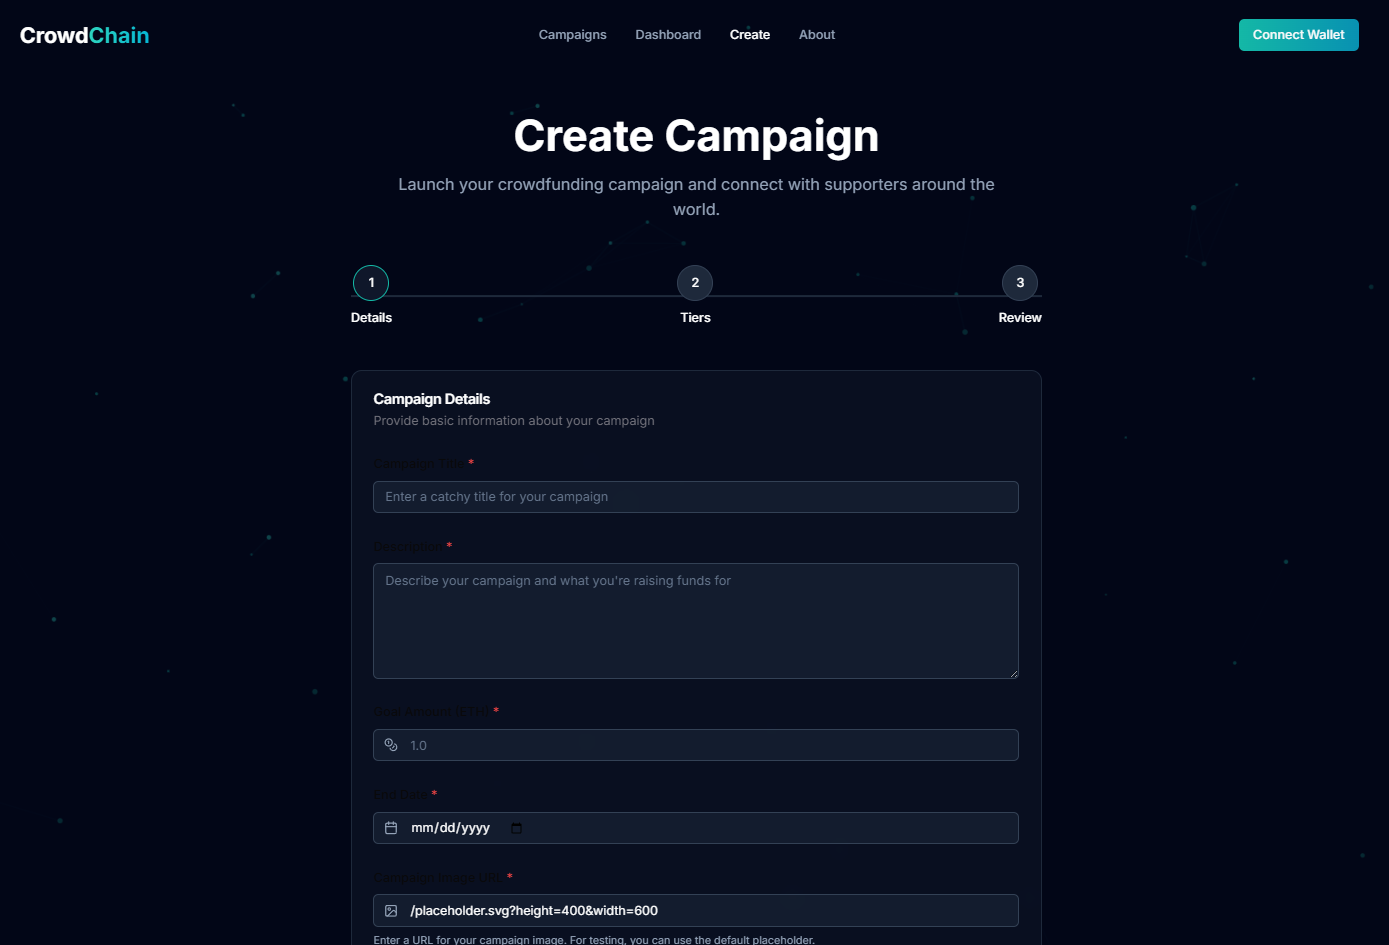 CrowdChain
Campaigns
Dashboard
Create
About
Connect Wallet
Create Campaign
Launch your crowdfunding campaign and connect with supporters around the
world.
1
2
3
Details
Tiers
Review
Campaign Details
Provide basic information about your campaign
Campaign Title *
Enter a catchy title for your campaign
Description *
Describe your campaign and what you're raising funds for
Goal Amount (ETH) *
1.0
End Date *
mm/dd/yyyy
Campaign Image URL *
/placeholder.svg?height=400&width=600
Enter a URL for your campaign image. For testing, you can use the default placeholder.